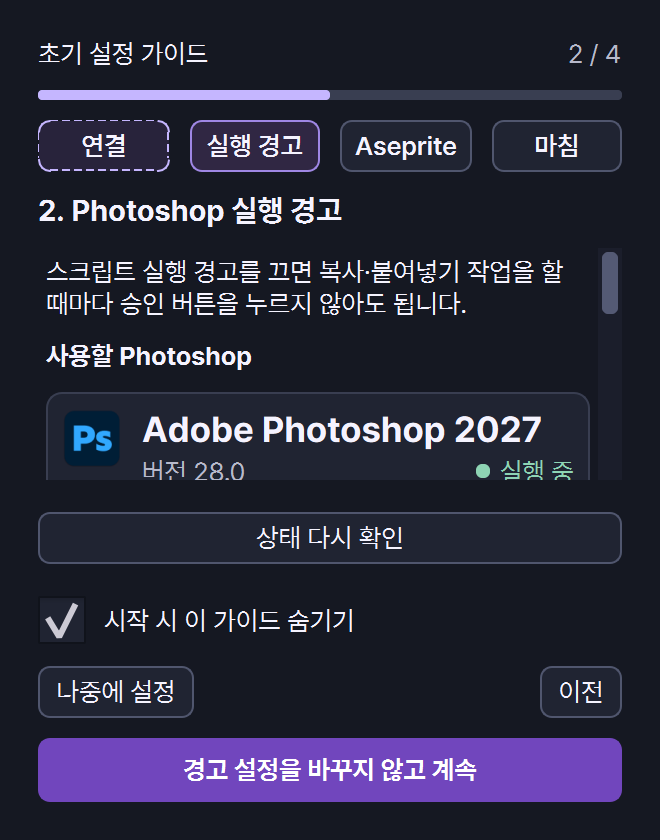 초기 설정 가이드
2 / 4
연결
실행 경고
Aseprite
마침
2. Photoshop 실행 경고
스크립트 실행 경고를 끄면 복사·붙여넣기 작업을 할
때마다 승인 버튼을 누르지 않아도 됩니다.
사용할 Photoshop
Ps
Adobe Photoshop 2027
버전 28.0
실행 중
상태 다시 확인
시작 시 이 가이드 숨기기
나중에 설정
이전
경고 설정을 바꾸지 않고 계속